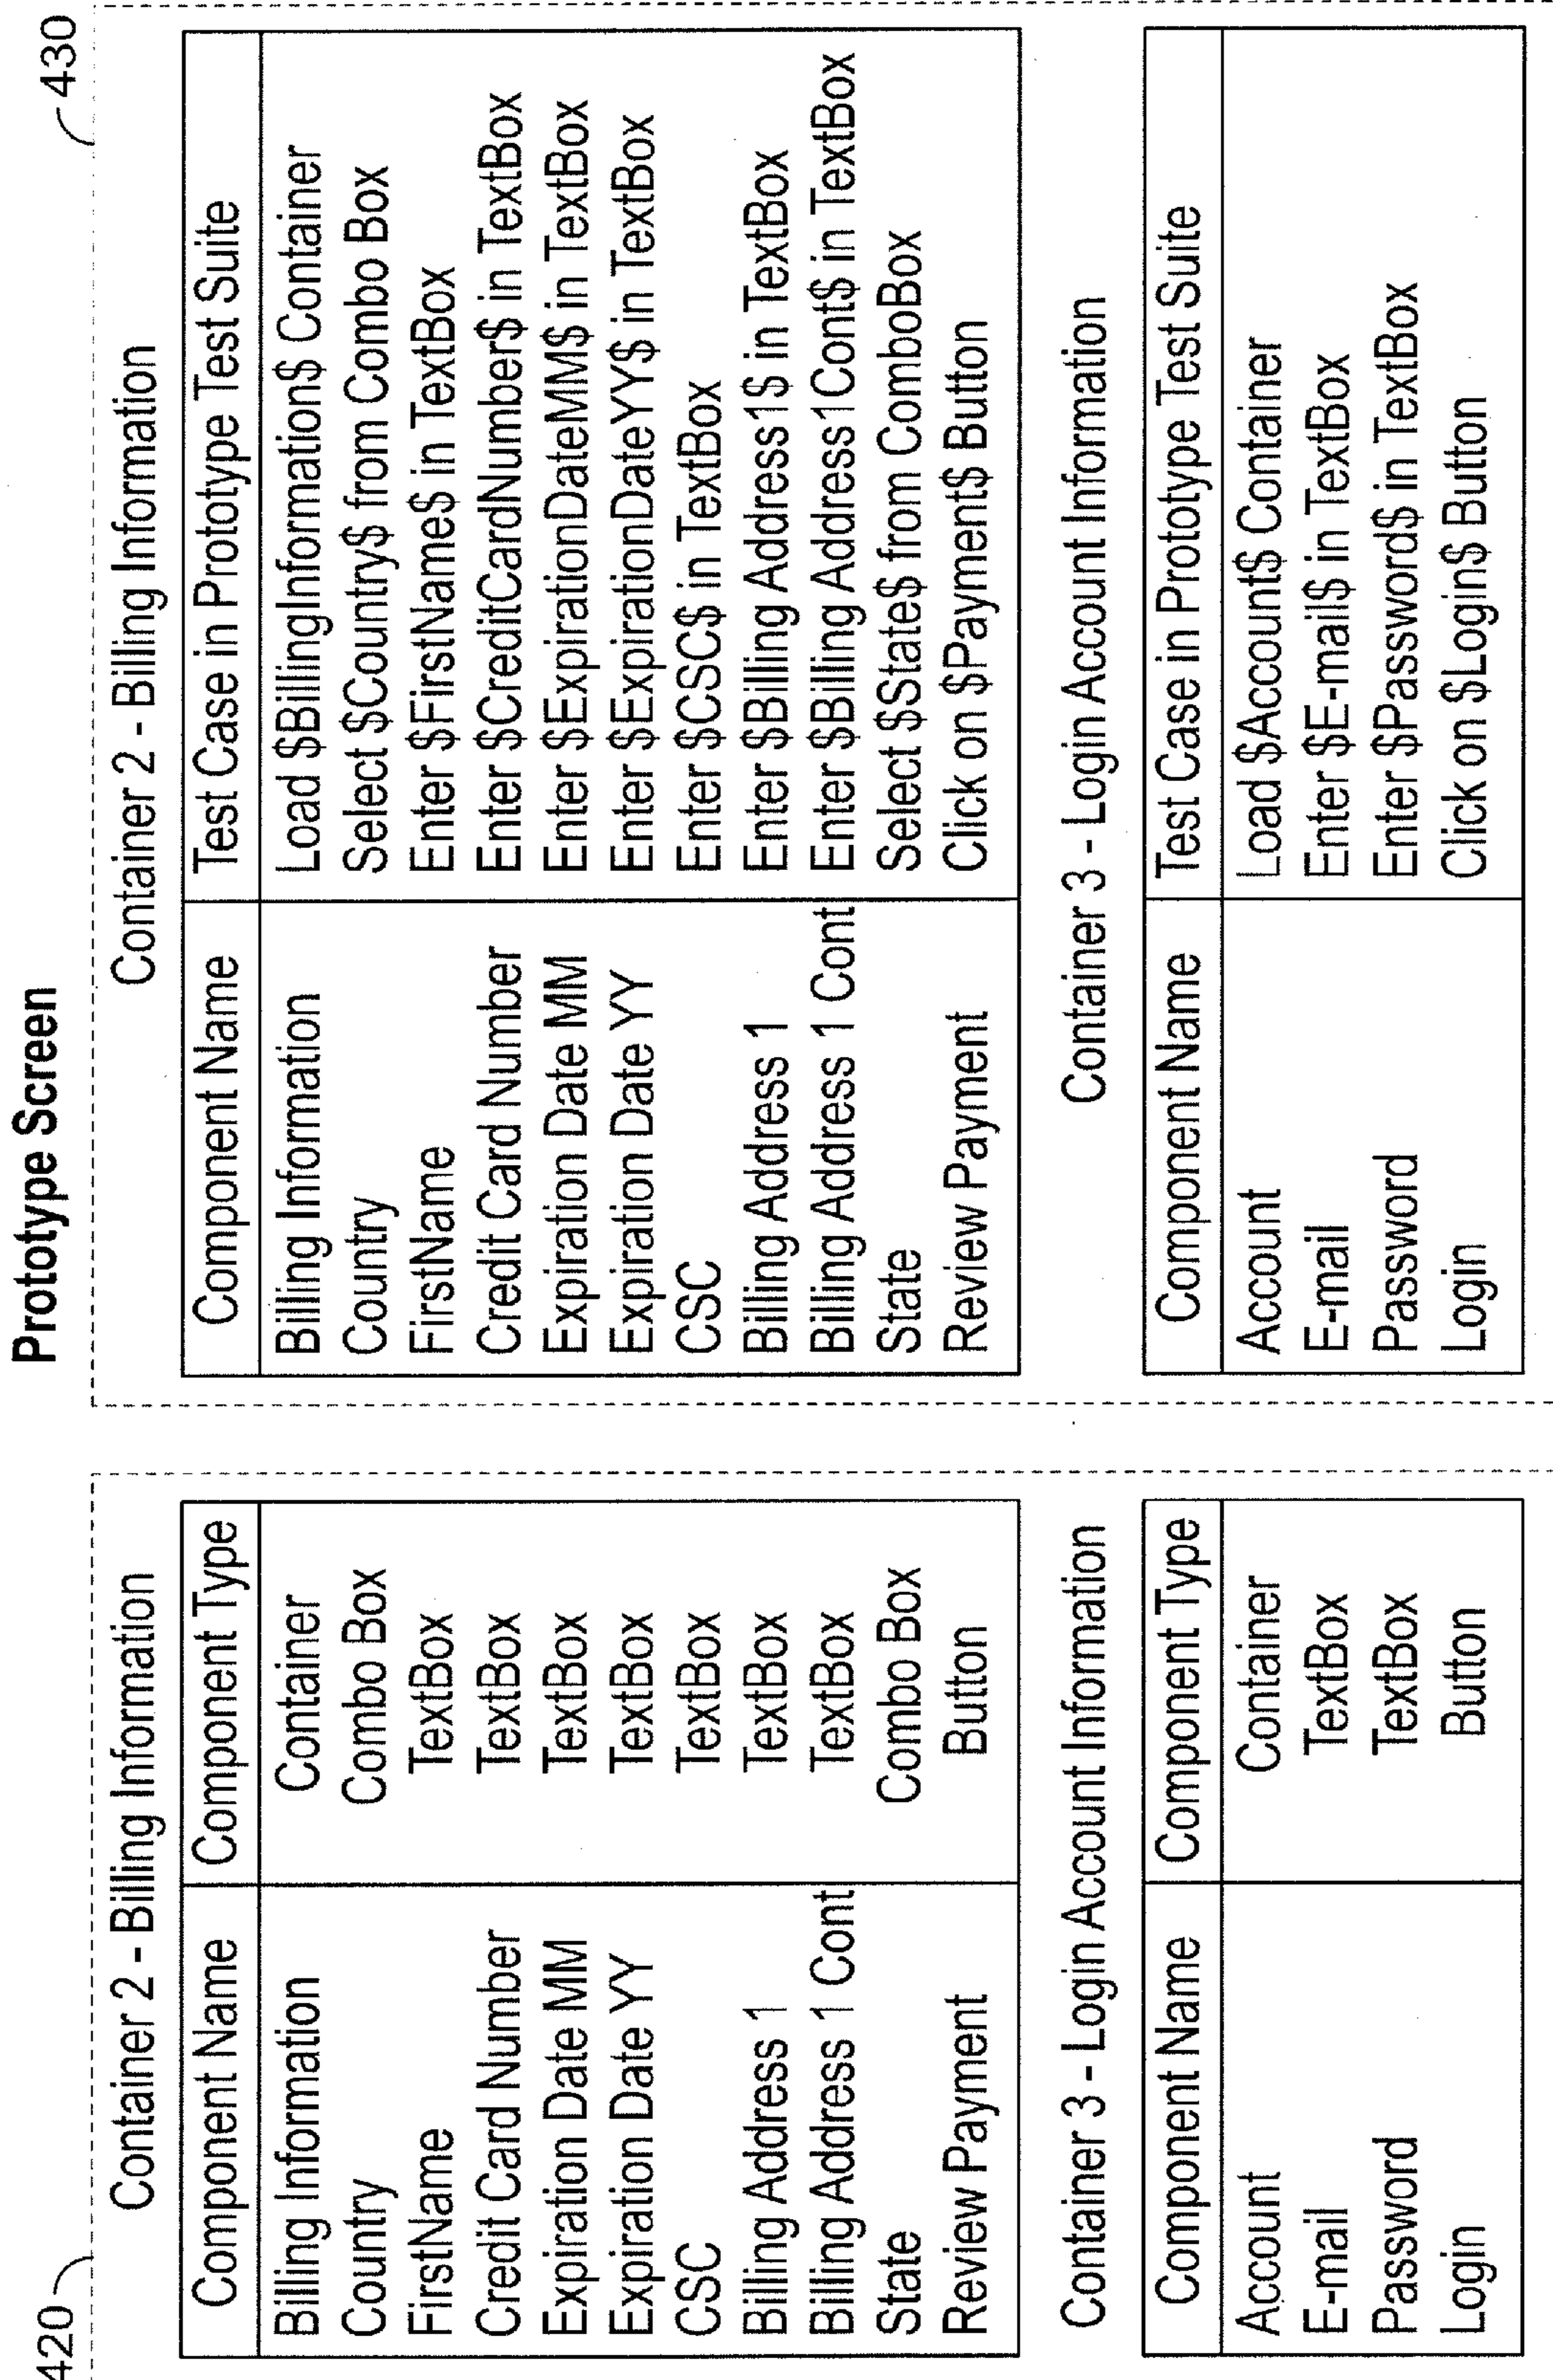 Prototype Screen
420
Container 2 - Billing Information
Component Name Component Type
Billing Information Container
Country Combo Box
FirstName TextBox
Credit Card Number TextBox
Expiration Date MM TextBox
Expiration Date YY TextBox
CSC TextBox
Billing Address 1 TextBox
Billing Address 1 Cont TextBox
State Combo Box
Review Payment Button
Container 3 - Login Account Information
Component Name Component Type
Account Container
E-mail TextBox
Password TextBox
Login Button
430
Container 2 - Billing Information
Component Name Test Case in Prototype Test Suite
Billing Information Load $BillingInformation$ Container
Country Select $Country$ from Combo Box
FirstName Enter $FirstName$ in TextBox
Credit Card Number Enter $CreditCardNumber$ in TextBox
Expiration Date MM Enter $ExpirationDateMM$ in TextBox
Expiration Date YY Enter $ExpirationDateYY$ in TextBox
CSC Enter $CSC$ in TextBox
Billing Address 1 Enter $Billing Address1$ in TextBox
Billing Address 1 Cont Enter $Billing Address1Cont$ in TextBox
State Select $State$ from ComboBox
Review Payment Click on $Payment$ Button
Container 3 - Login Account Information
Component Name Test Case in Prototype Test Suite
Account Load $Account$ Container
E-mail Enter $E-mail$ in TextBox
Password Enter $Password$ in TextBox
Login Click on $Login$ Button